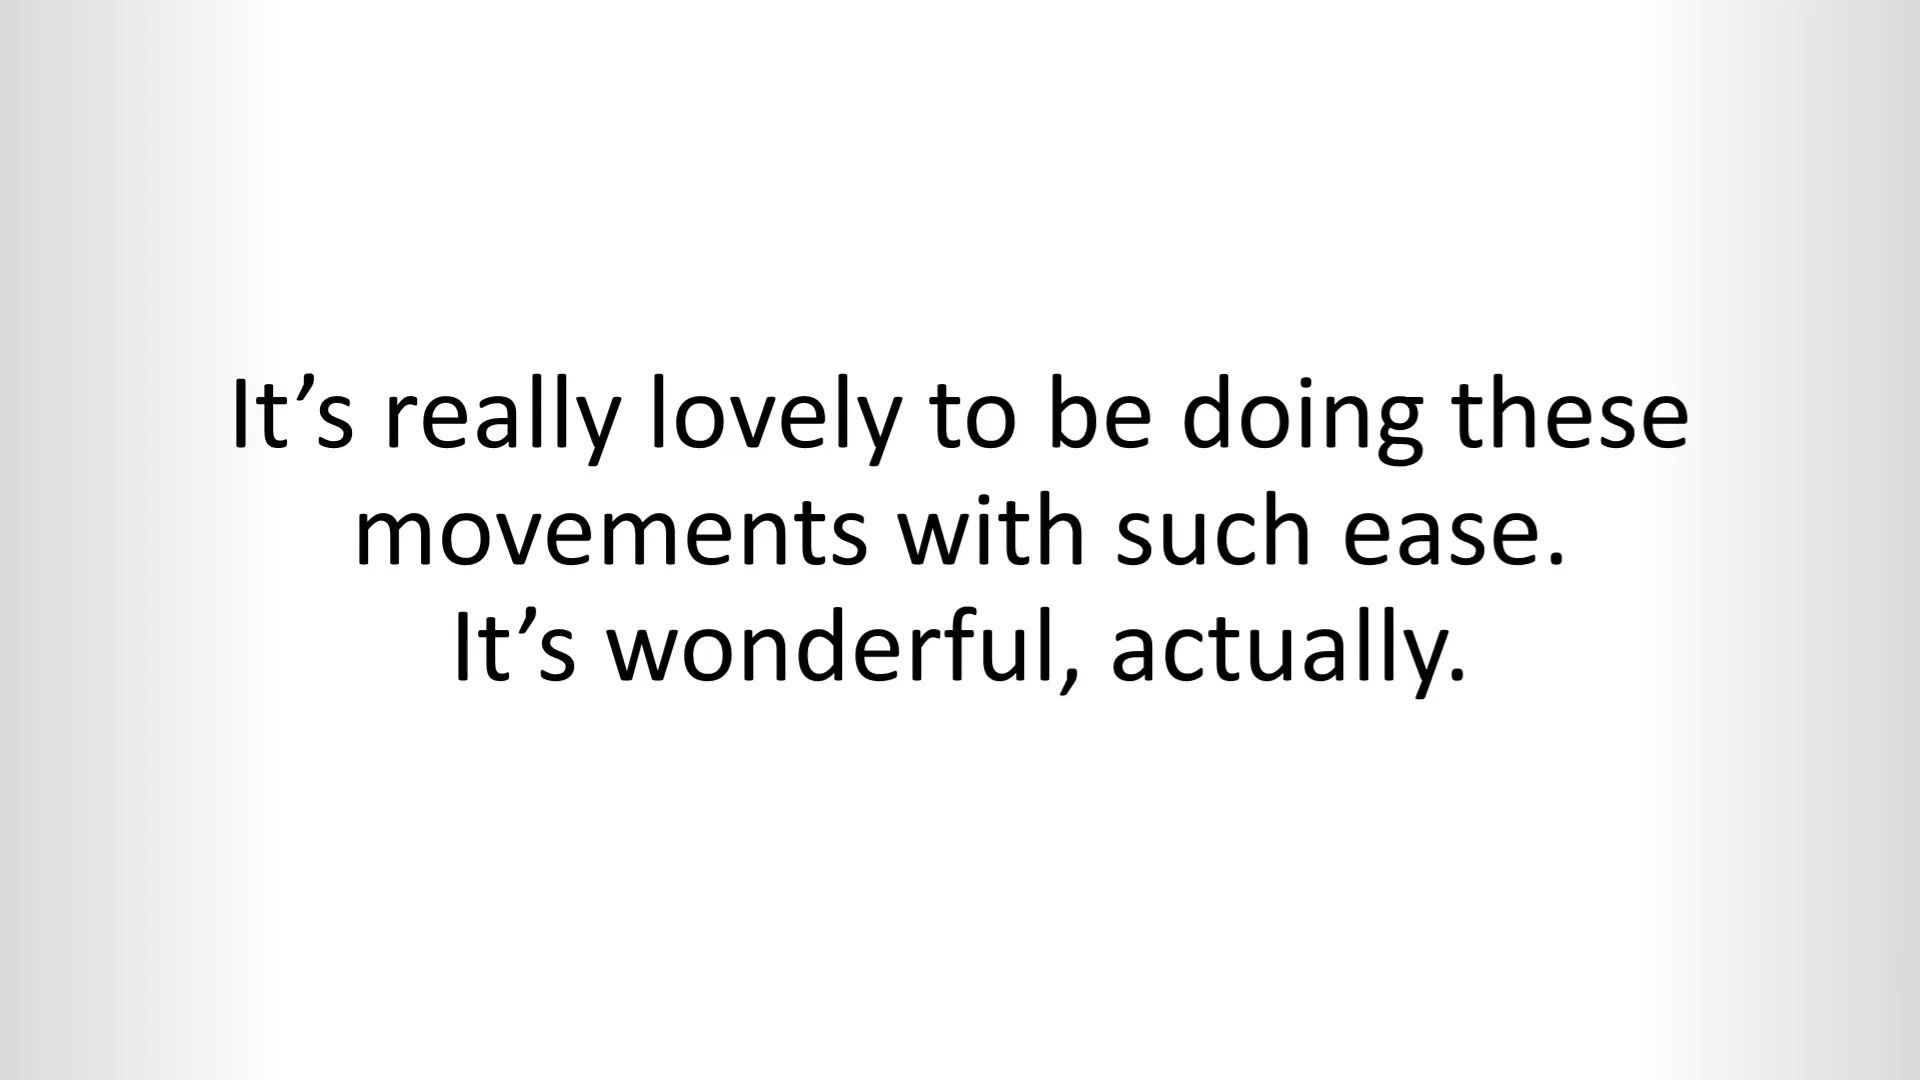 It’s really lovely to be doing these
movements with such ease.
It’s wonderful, actually.